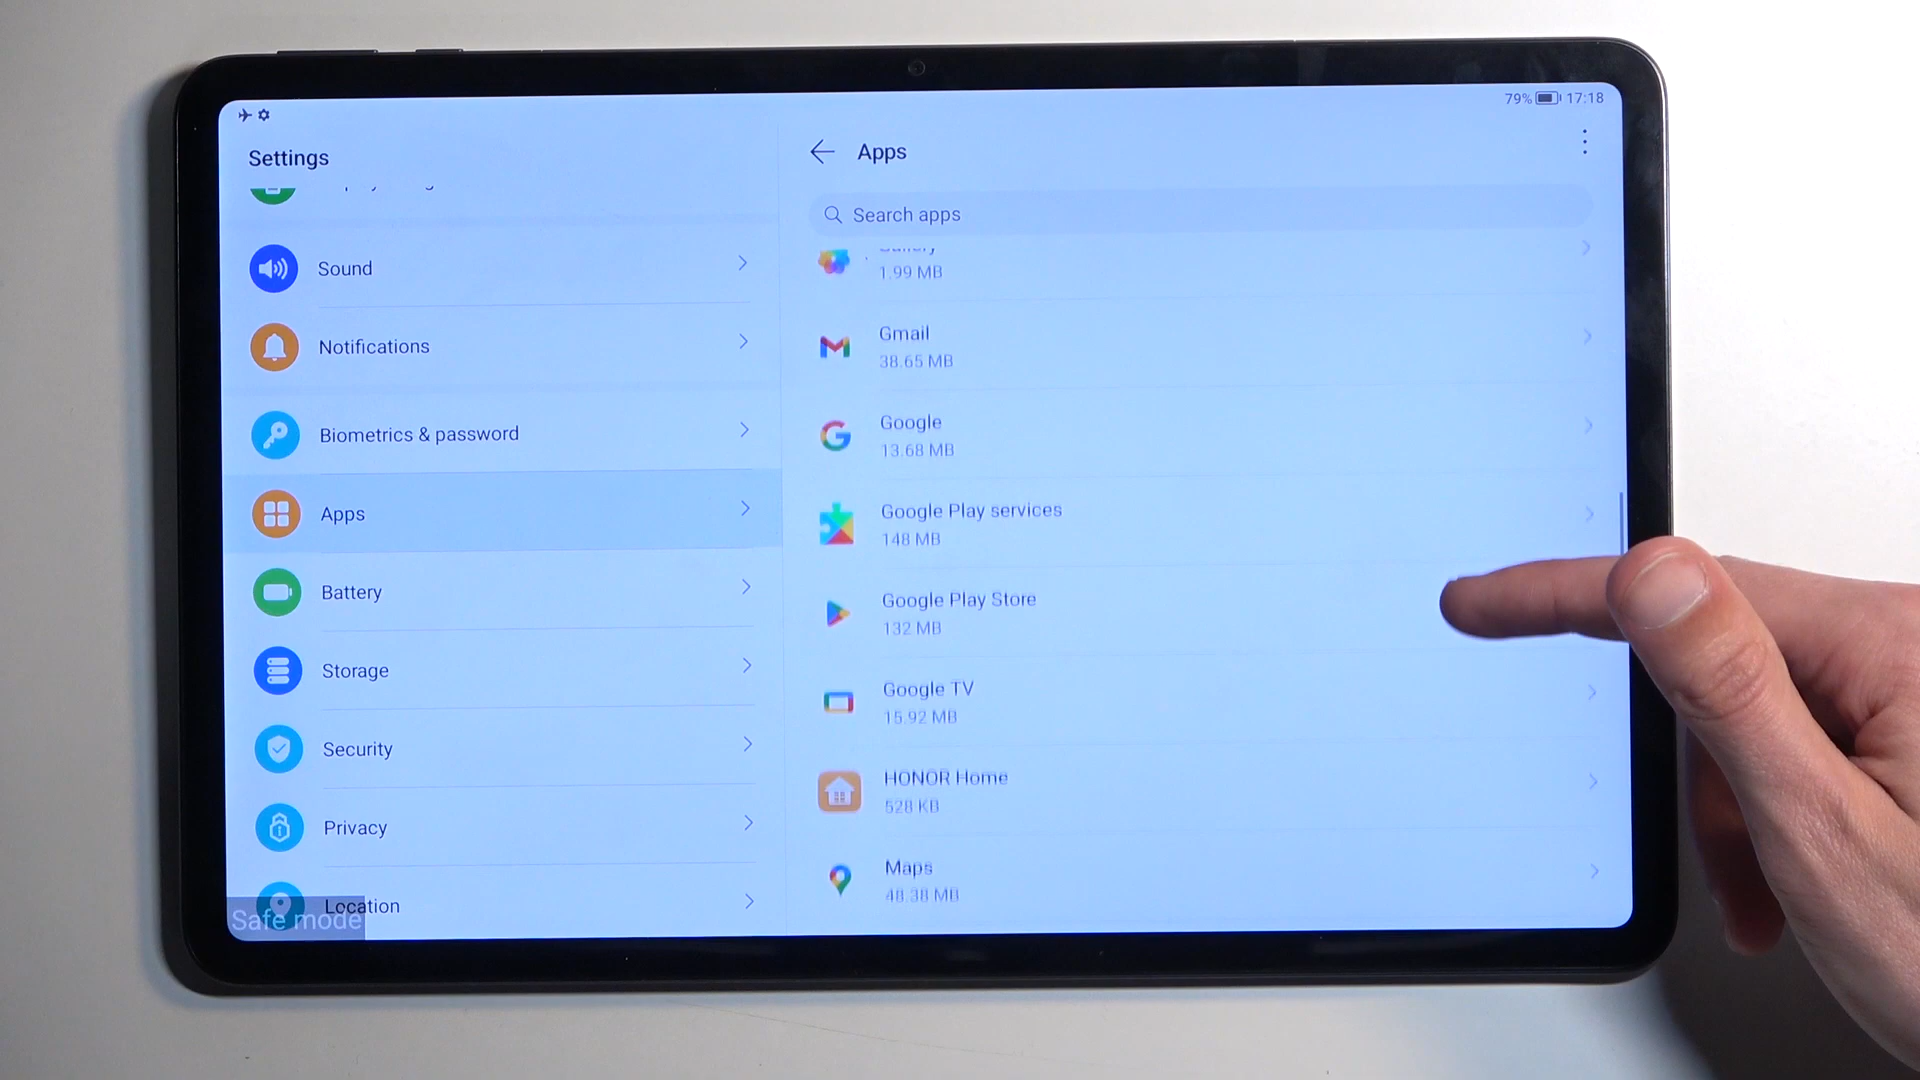 79% 17:18
Settings
Sound
Notifications
Biometrics & password
Apps
Battery
Storage
Security
Privacy
Location
Safe mode
Apps
Search apps
1.99 MB
Gmail
38.65 MB
Google
13.68 MB
Google Play services
148 MB
Google Play Store
132 MB
Google TV
15.92 MB
HONOR Home
528 KB
Maps
48.38 MB